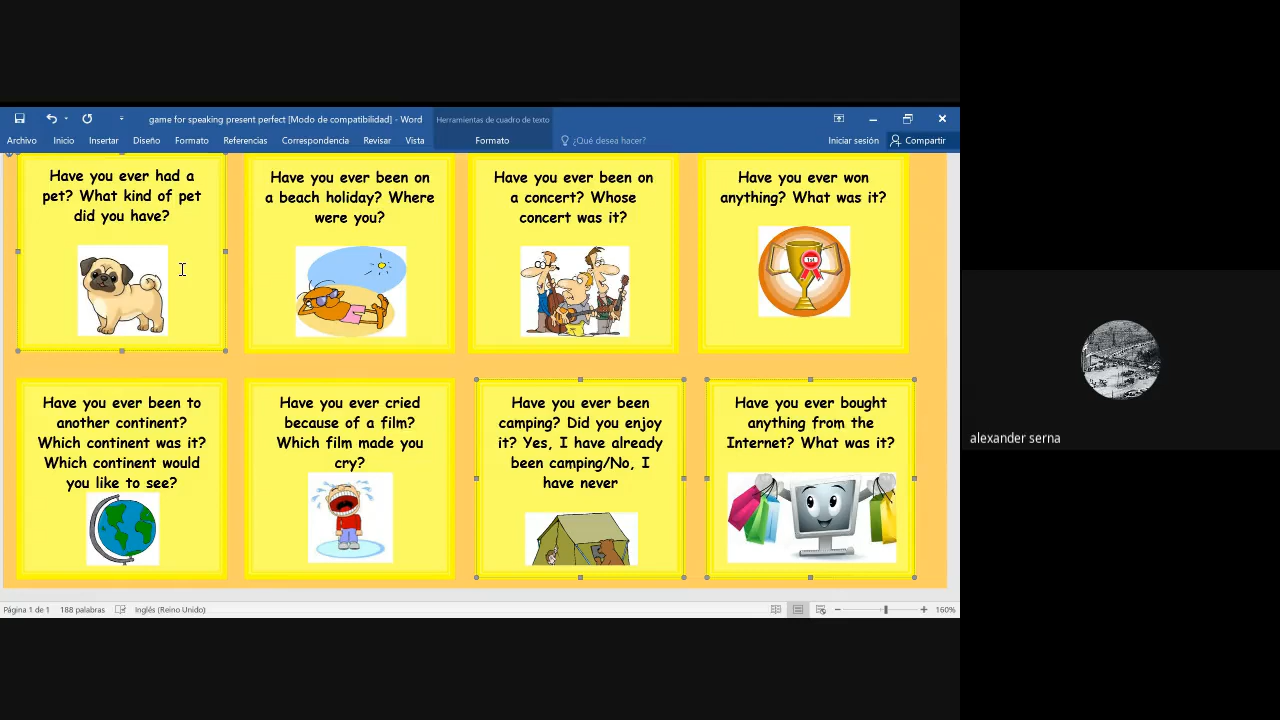 game for speaking present perfect [Modo de compatibilidad] - Word
Herramientas de cuadro de texto
Archivo Inicio Insertar Diseño Formato Referencias Correspondencia Revisar Vista Formato ¿Qué desea hacer? Iniciar sesión Compartir
Have you ever had a
pet? What kind of pet
did you have?
Have you ever been on
a beach holiday? Where
were you?
Have you ever been on
a concert? Whose
concert was it?
Have you ever won
anything? What was it?
1st
Have you ever been to
another continent?
Which continent was it?
Which continent would
you like to see?
Have you ever cried
because of a film?
Which film made you
cry?
Have you ever been
camping? Did you enjoy
it? Yes, I have already
been camping/No, I
have never
Have you ever bought
anything from the
Internet? What was it?
alexander serna
Página 1 de 1 188 palabras Inglés (Reino Unido) 160%